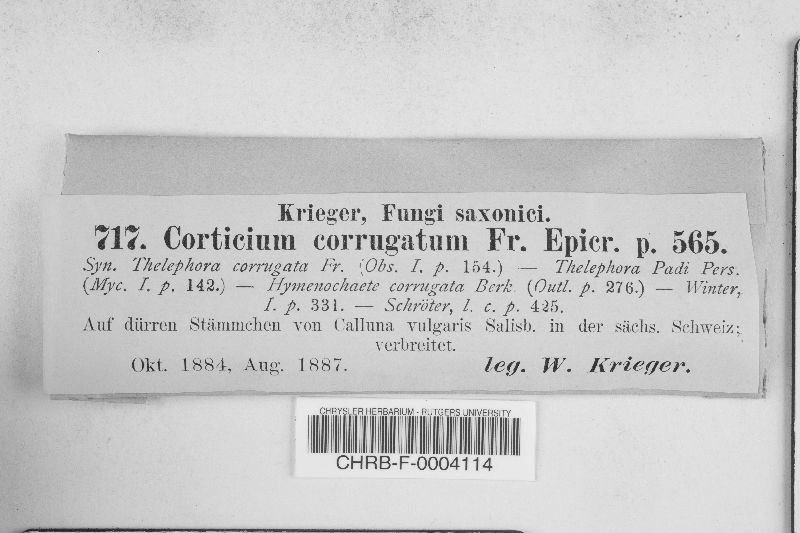 Krieger, Fungi saxonici.
717. Corticium corrugatum Fr. Epicr. p. 565.
Syn. Thelephora corrugata Fr. (Obs. I. p. 154.) — Thelephora Padi Pers.
(Myc. I. p. 142.) — Hymenochaete corrugata Berk. (Outl. p. 276.) — Winter,
I. p. 331. — Schröter, l. c. p. 425.
Auf dürren Stämmchen von Calluna vulgaris Salisb. in der sächs. Schweiz;
verbreitet.
Okt. 1884, Aug. 1887. leg. W. Krieger.
CHRYSLER HERBARIUM - RUTGERS UNIVERSITY
CHRB-F-0004114